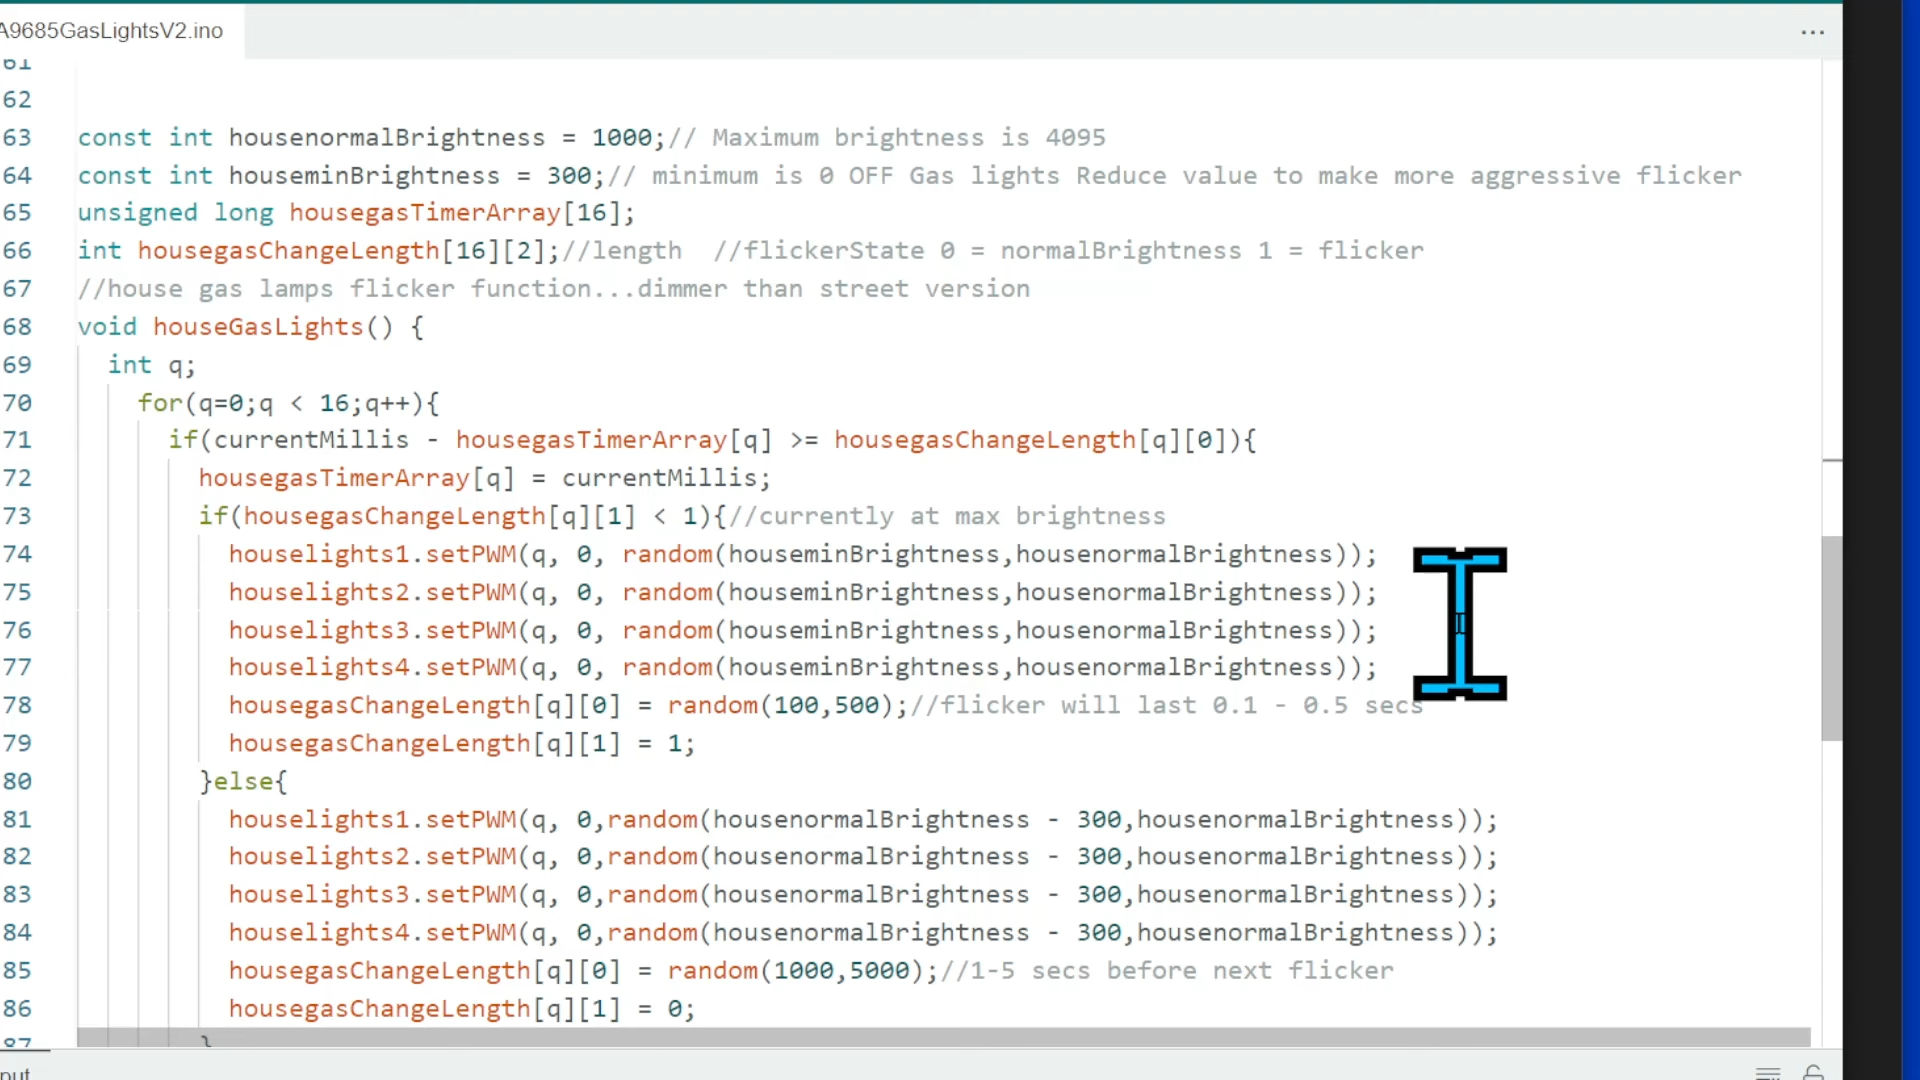 A9685GasLightsV2.ino
61
62
63 const int housenormalBrightness = 1000;// Maximum brightness is 4095
64 const int houseminBrightness = 300;// minimum is 0 OFF Gas lights Reduce value to make more aggressive flicker
65 unsigned long housegasTimerArray[16];
66 int housegasChangeLength[16][2];//length  //flickerState 0 = normalBrightness 1 = flicker
67 //house gas lamps flicker function...dimmer than street version
68 void houseGasLights() {
69   int q;
70     for(q=0;q < 16;q++){
71       if(currentMillis - housegasTimerArray[q] >= housegasChangeLength[q][0]){
72         housegasTimerArray[q] = currentMillis;
73         if(housegasChangeLength[q][1] < 1){//currently at max brightness
74           houselights1.setPWM(q, 0, random(houseminBrightness,housenormalBrightness));
75           houselights2.setPWM(q, 0, random(houseminBrightness,housenormalBrightness));
76           houselights3.setPWM(q, 0, random(houseminBrightness,housenormalBrightness));
77           houselights4.setPWM(q, 0, random(houseminBrightness,housenormalBrightness));
78           housegasChangeLength[q][0] = random(100,500);//flicker will last 0.1 - 0.5 secs
79           housegasChangeLength[q][1] = 1;
80         }else{
81           houselights1.setPWM(q, 0,random(housenormalBrightness - 300,housenormalBrightness));
82           houselights2.setPWM(q, 0,random(housenormalBrightness - 300,housenormalBrightness));
83           houselights3.setPWM(q, 0,random(housenormalBrightness - 300,housenormalBrightness));
84           houselights4.setPWM(q, 0,random(housenormalBrightness - 300,housenormalBrightness));
85           housegasChangeLength[q][0] = random(1000,5000);//1-5 secs before next flicker
86           housegasChangeLength[q][1] = 0;
87         }
put